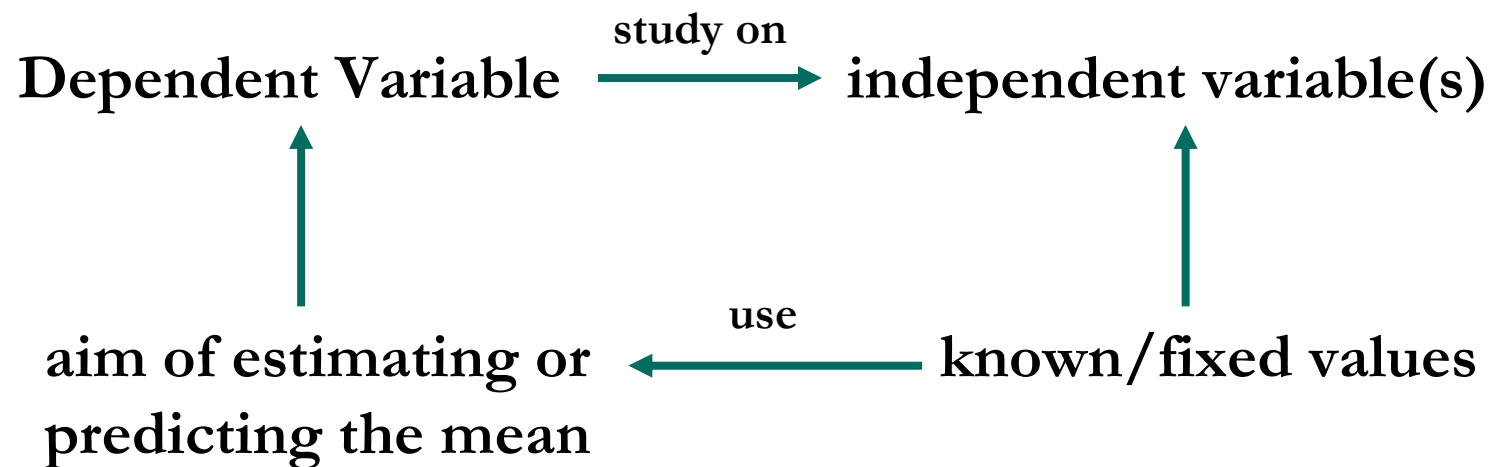 study on
Dependent Variable
independent variable(s)
use
aim of estimating or
known/fixed values
predicting the mean